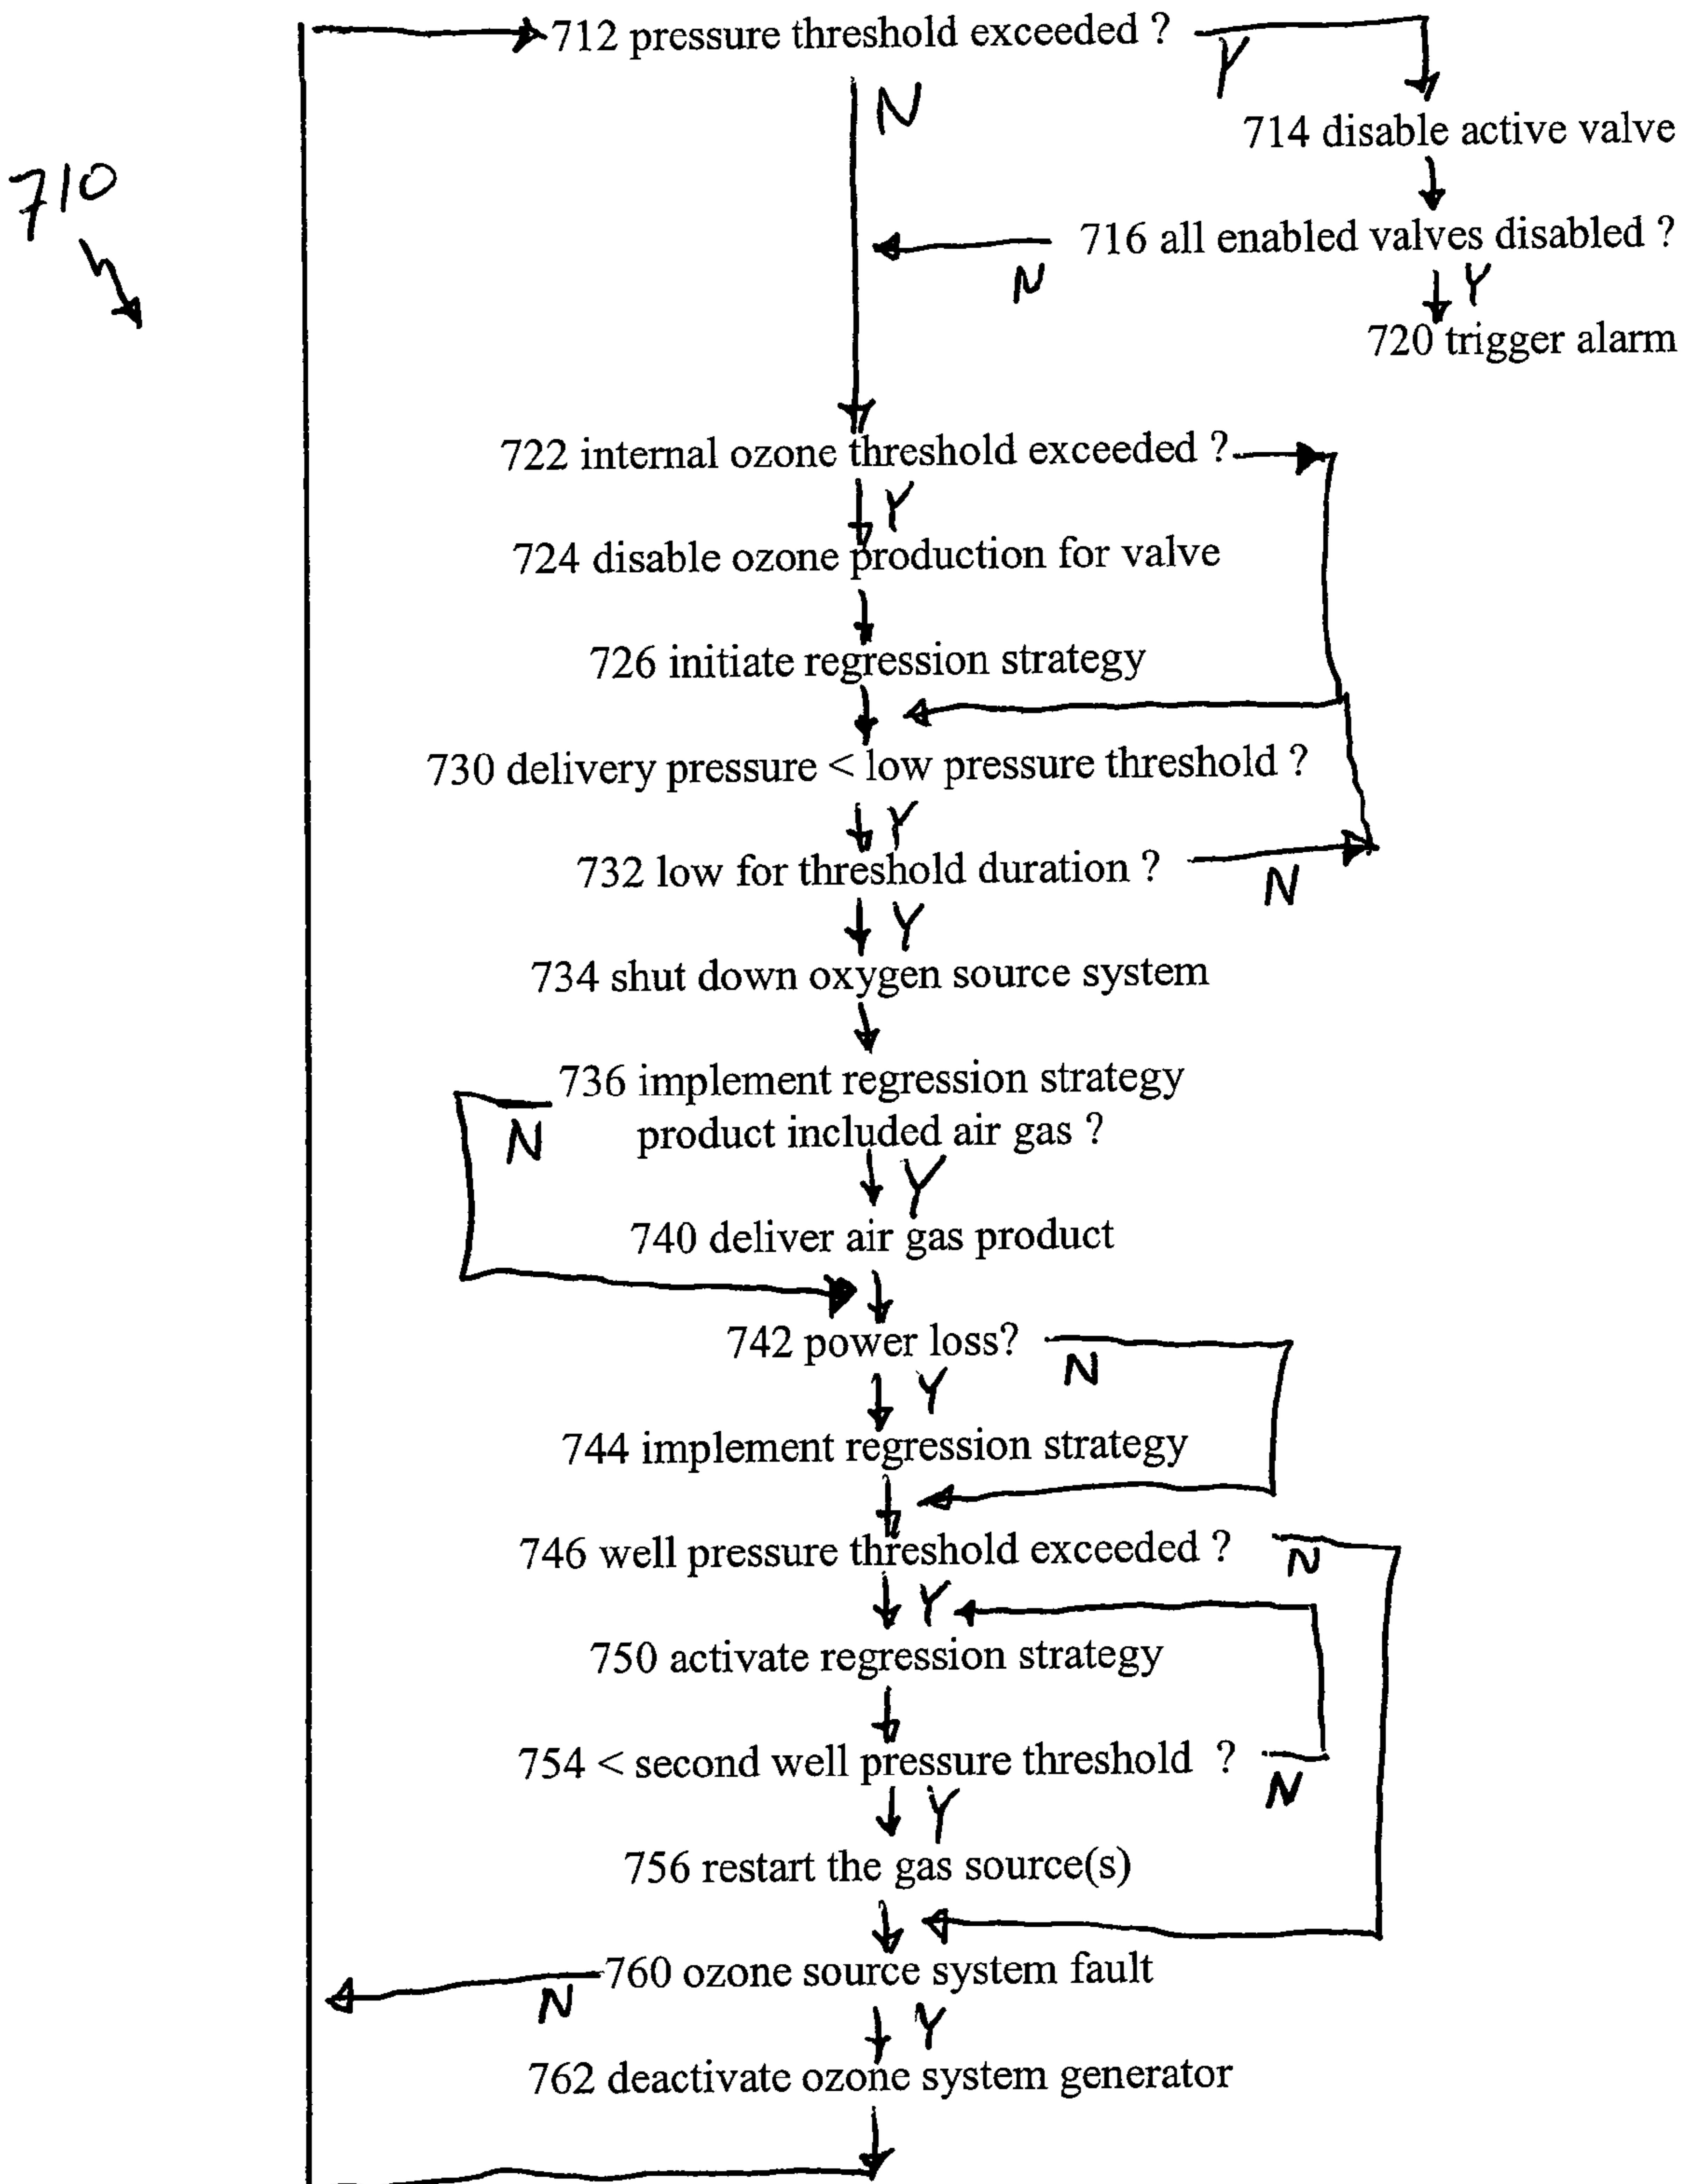 712 pressure threshold exceeded ?
Y
N
714 disable active valve
710
716 all enabled valves disabled ?
N
Y
720 trigger alarm
722 internal ozone threshold exceeded ?
Y
724 disable ozone production for valve
726 initiate regression strategy
730 delivery pressure < low pressure threshold ?
Y
732 low for threshold duration ?
N
Y
734 shut down oxygen source system
736 implement regression strategy
N
product included air gas ?
Y
740 deliver air gas product
742 power loss?
N
Y
744 implement regression strategy
746 well pressure threshold exceeded ?
N
Y
750 activate regression strategy
754 < second well pressure threshold ?
N
Y
756 restart the gas source(s)
760 ozone source system fault
N
Y
762 deactivate ozone system generator